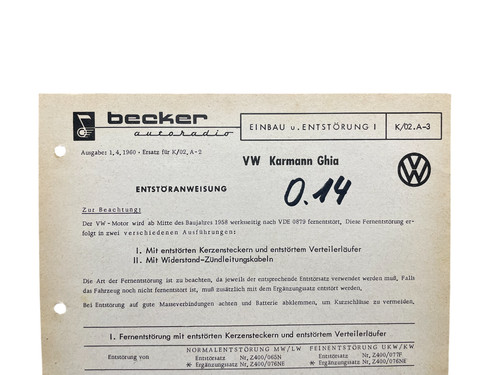 becker
autoradio
EINBAU u. ENTSTÖRUNG I
K/02.A-3
Ausgabe: 1, 4, 1960 · Ersatz für K/02, A-2
VW Karmann Ghia
ENTSTÖRANWEISUNG
0.14
Zur Beachtung:
Der VW-Motor wird ab Mitte des Baujahres 1958 werkseitig nach VDE 0879 fernentstört, Diese Fernentstörung er-
folgt in zwei verschiedenen Ausführungen:
I. Mit entstörten Kerzensteckern und entstörtem Verteilerläufer
II. Mit Widerstand-Zündleitungskabeln
Die Art der Fernentstörung ist zu beachten, da jeweils der entsprechende Entstörsatz verwendet werden muß, Falls
das Fahrzeug noch nicht fernentstört ist, muß zusätzlich mit dem Ergänzungssatz entstört werden,
Bei Entstörung auf gute Masseverbindungen achten und Batterie abklemmen, um Kurzschlüsse zu vermeiden,
I. Fernentstörung mit entstörten Kerzensteckern und entstörtem Verteilerläufer
NORMALENTSTÖRUNG MW/LW FEINENTSTÖRUNG UKW/KW
Entstörung von Entstörsatz Nr, Z400/065N Entstörsatz Nr, Z400/077F
* Ergänzungssatz Nr, Z400/076NE * Ergänzungssatz Nr, Z400/076NE